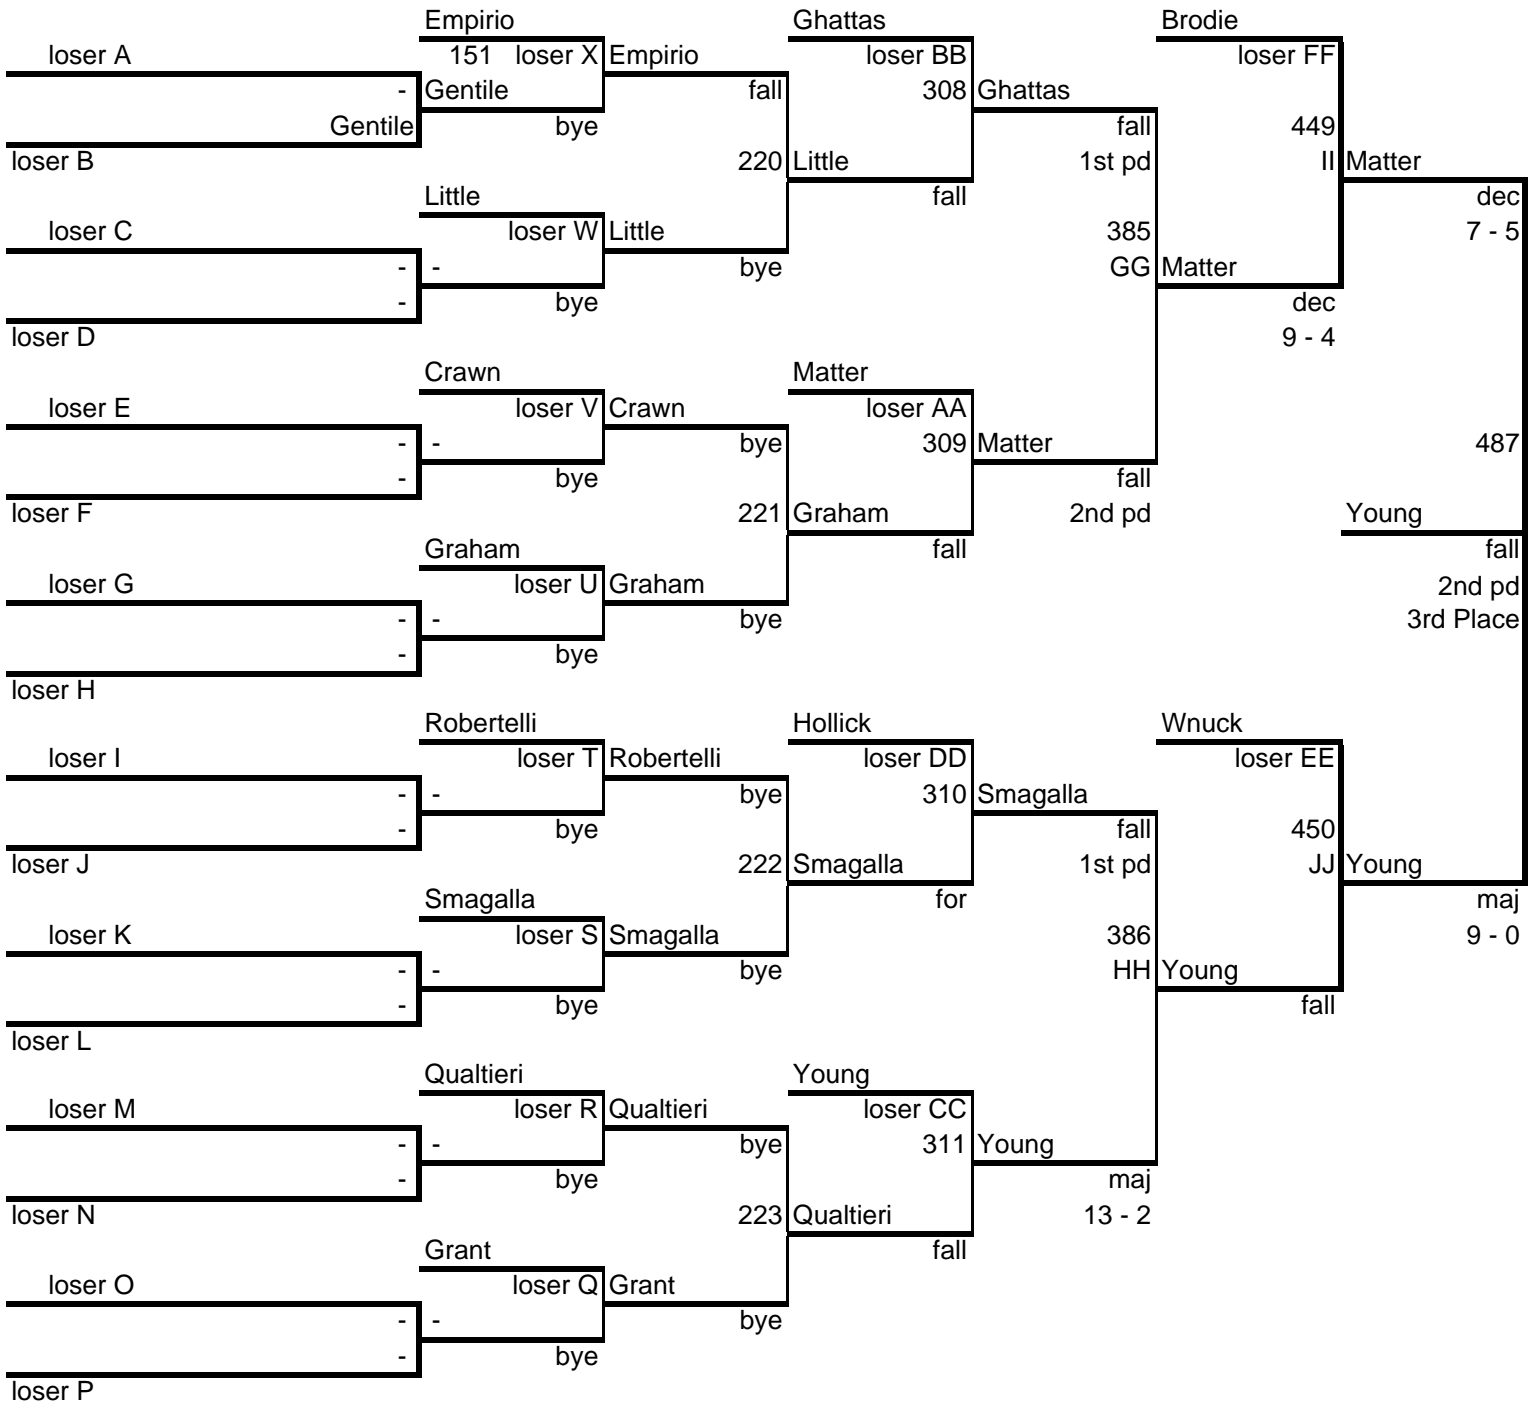 Empirio
Ghattas
Brodie
loser A
151 loser X
Empirio
loser BB
loser FF
- Gentile
fall
308 Ghattas
Gentile
bye
fall
449
loser B
220 Little
1st pd
II Matter
Little
fall
dec
loser C
loser W
Little
385
7 - 5
- -
bye
GG Matter
-
bye
dec
loser D
9 - 4
Crawn
Matter
loser E
loser V
Crawn
loser AA
- -
bye
309 Matter
487
-
bye
fall
loser F
221 Graham
2nd pd
Young
Graham
fall
fall
loser G
loser U
Graham
2nd pd
- -
bye
3rd Place
-
bye
loser H
Robertelli
Hollick
Wnuck
loser I
loser T
Robertelli
loser DD
loser EE
- -
bye
310 Smagalla
-
bye
fall
450
loser J
222 Smagalla
1st pd
JJ Young
Smagalla
for
maj
loser K
loser S
Smagalla
386
9 - 0
- -
bye
HH Young
-
bye
fall
loser L
Qualtieri
Young
loser M
loser R
Qualtieri
loser CC
- -
bye
311 Young
-
bye
maj
loser N
223 Qualtieri
13 - 2
Grant
fall
loser O
loser Q
Grant
- -
bye
-
bye
loser P